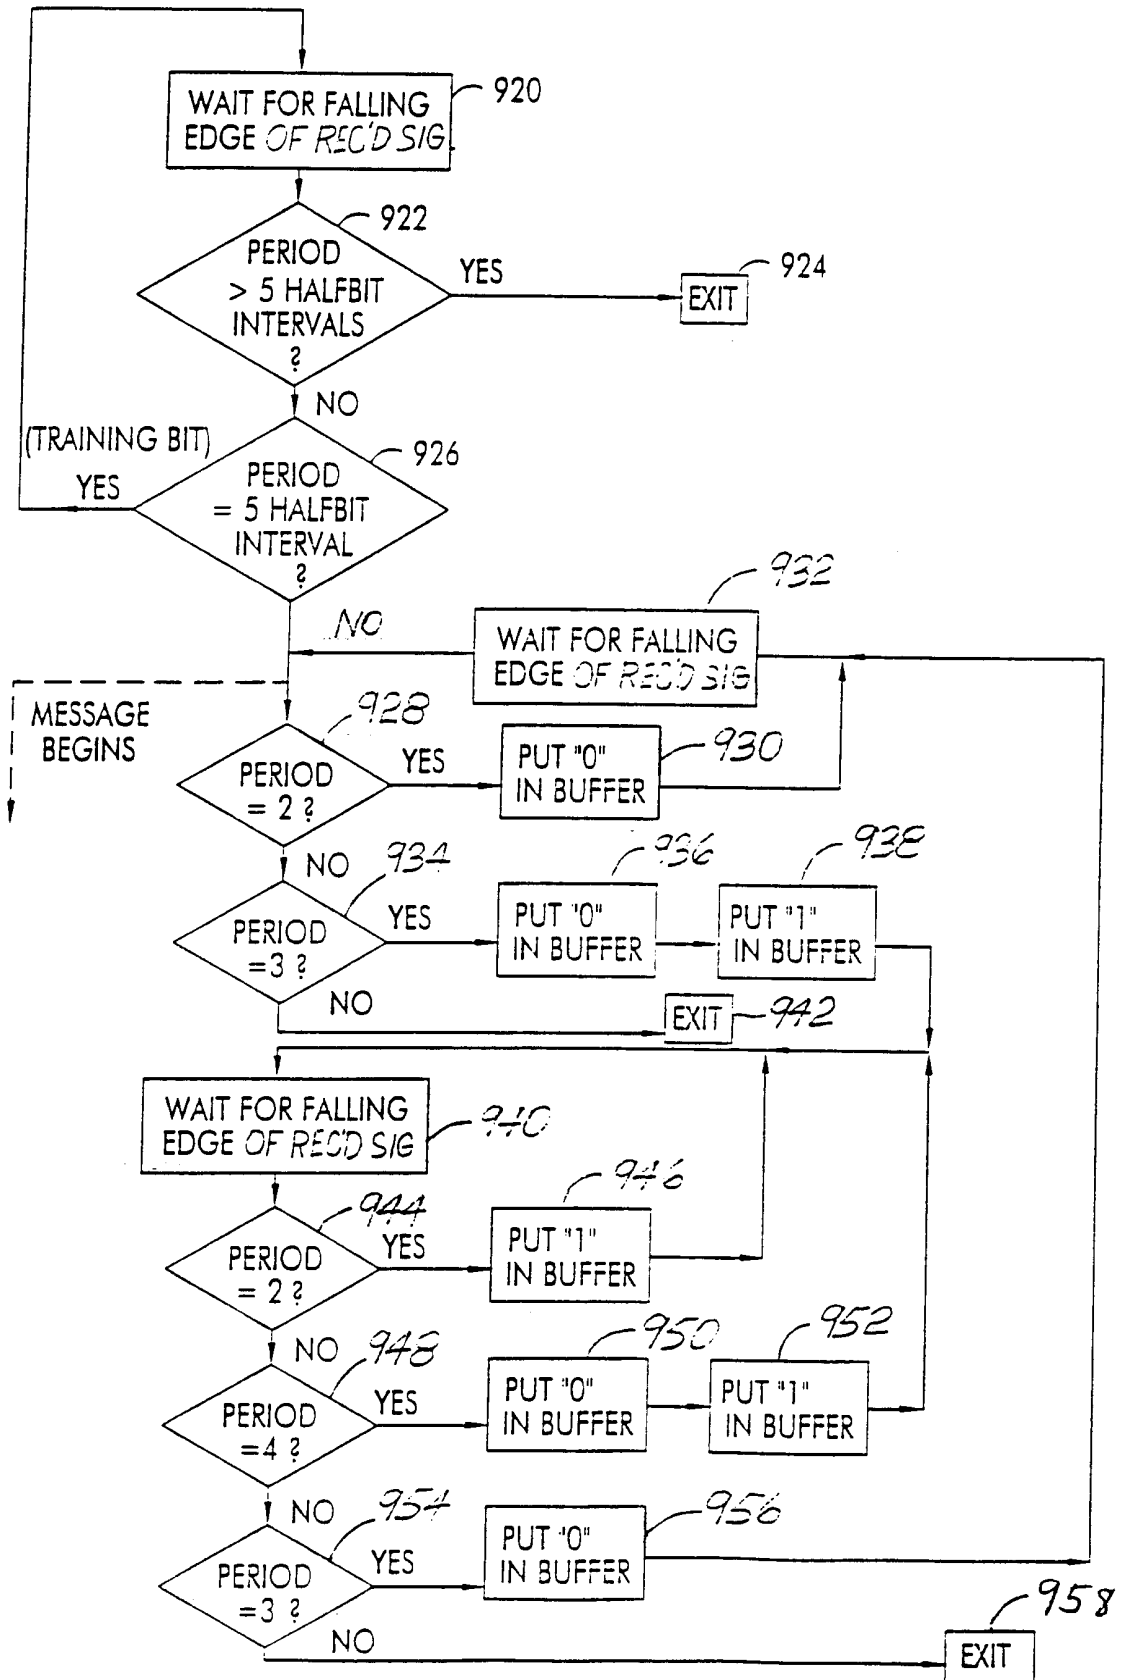 WAIT FOR FALLING
EDGE OF REC'D SIG
920
922
PERIOD
> 5 HALFBIT
INTERVALS
?
YES
EXIT
924
NO
(TRAINING BIT)
YES
926
PERIOD
= 5 HALFBIT
INTERVAL
?
NO
932
WAIT FOR FALLING
EDGE OF REC'D SIG
MESSAGE
BEGINS
928
PERIOD
= 2 ?
YES
PUT "0"
IN BUFFER
930
NO
934
PERIOD
=3 ?
YES
936
PUT "0"
IN BUFFER
938
PUT "1"
IN BUFFER
NO
EXIT
942
WAIT FOR FALLING
EDGE OF REC'D SIG
940
944
PERIOD
= 2 ?
YES
946
PUT "1"
IN BUFFER
NO
948
PERIOD
=4 ?
YES
950
PUT "0"
IN BUFFER
952
PUT "1"
IN BUFFER
NO
954
PERIOD
=3 ?
YES
956
PUT "0"
IN BUFFER
NO
958
EXIT